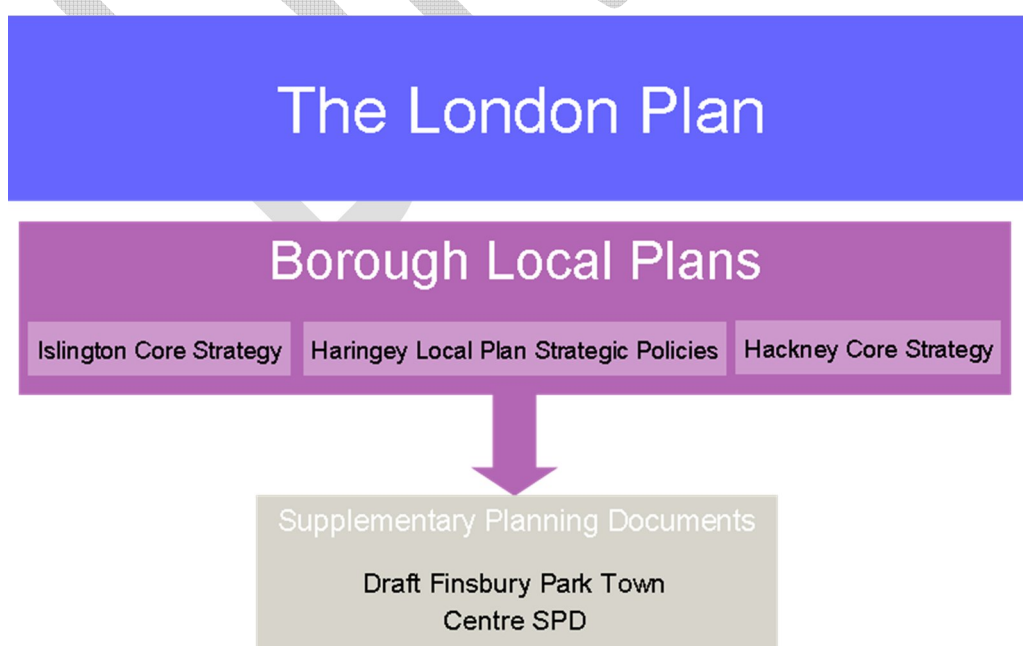 The London Plan
Borough Local Plans
Islington Core Strategy
Haringey Local Plan Strategic Policies
Hackney Core Strategy
Supplementary Planning Documents
Draft Finsbury Park Town
Centre SPD